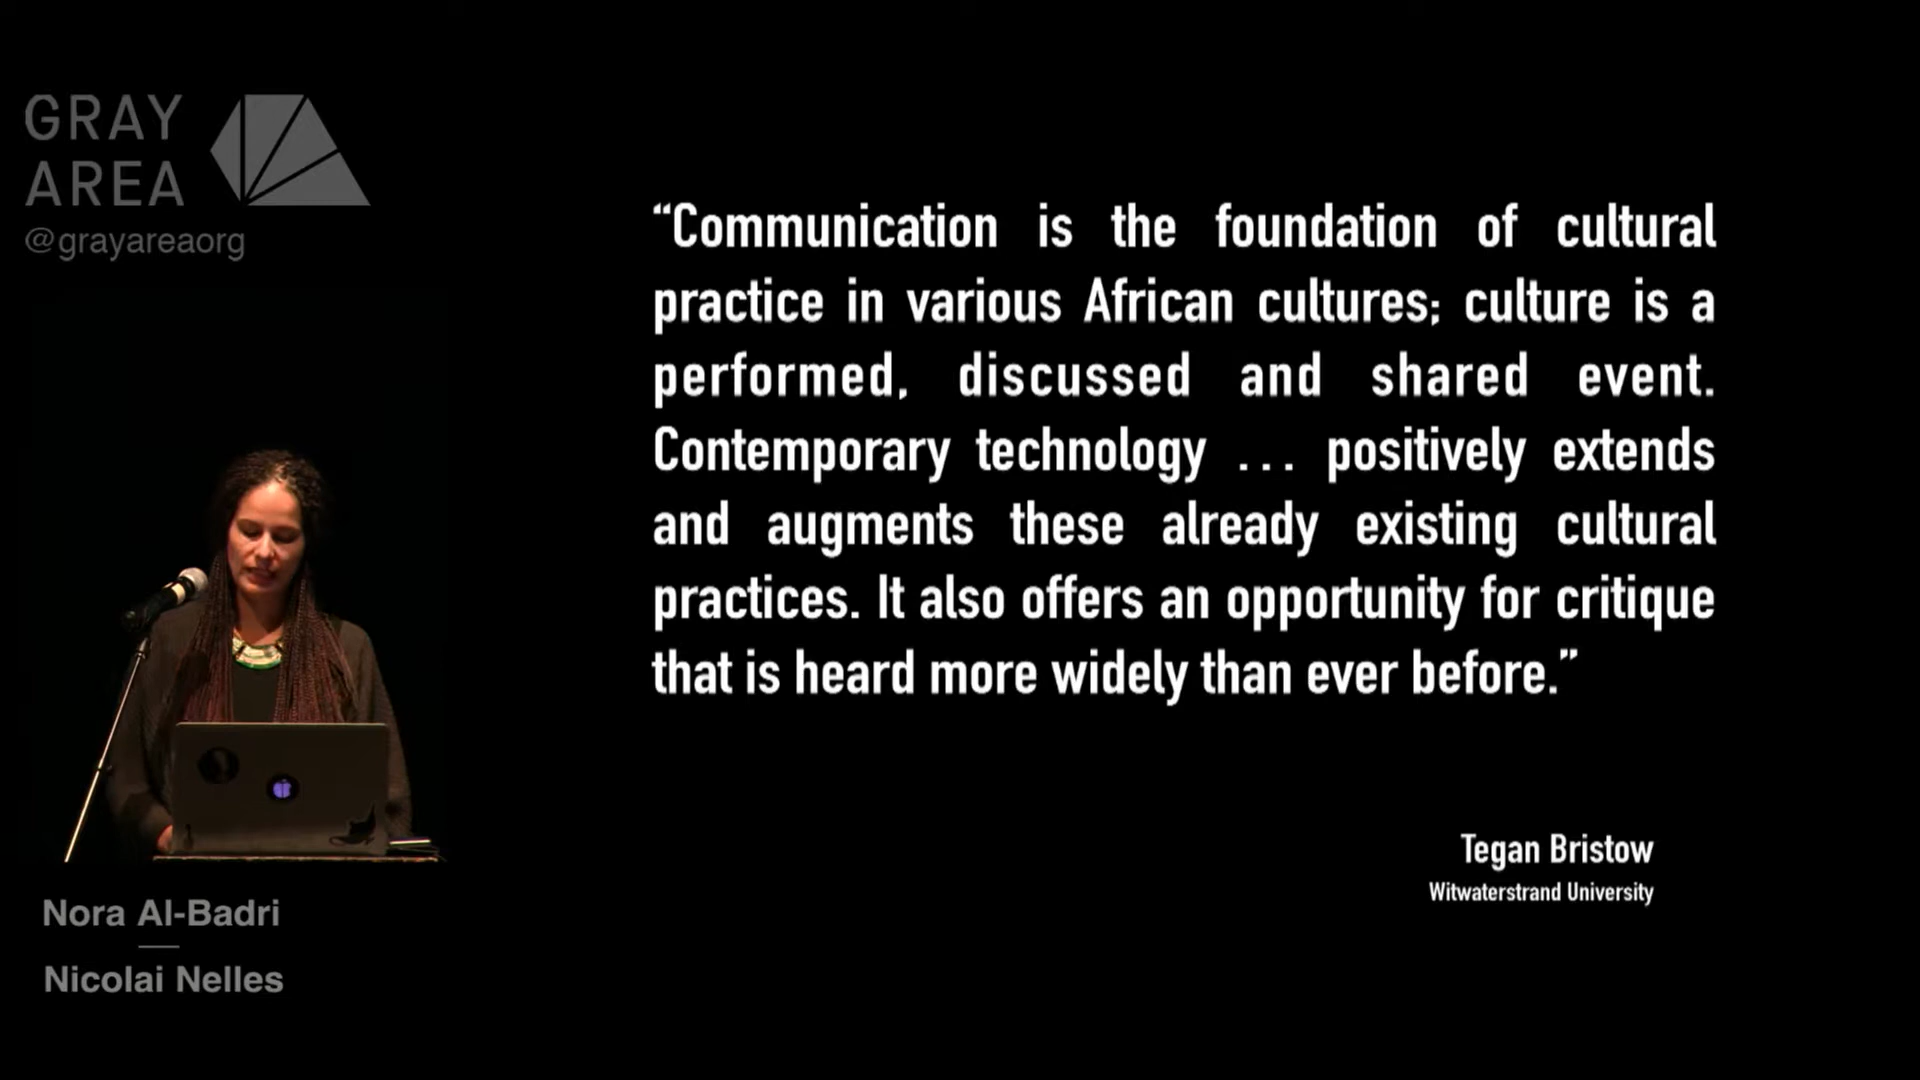 GRAY
AREA
@grayareaorg
“Communication is the foundation of cultural
practice in various African cultures; culture is a
performed, discussed and shared event.
Contemporary technology ... positively extends
and augments these already existing cultural
practices. It also offers an opportunity for critique
that is heard more widely than ever before.”
Tegan Bristow
Witwaterstrand University
Nora Al-Badri
Nicolai Nelles